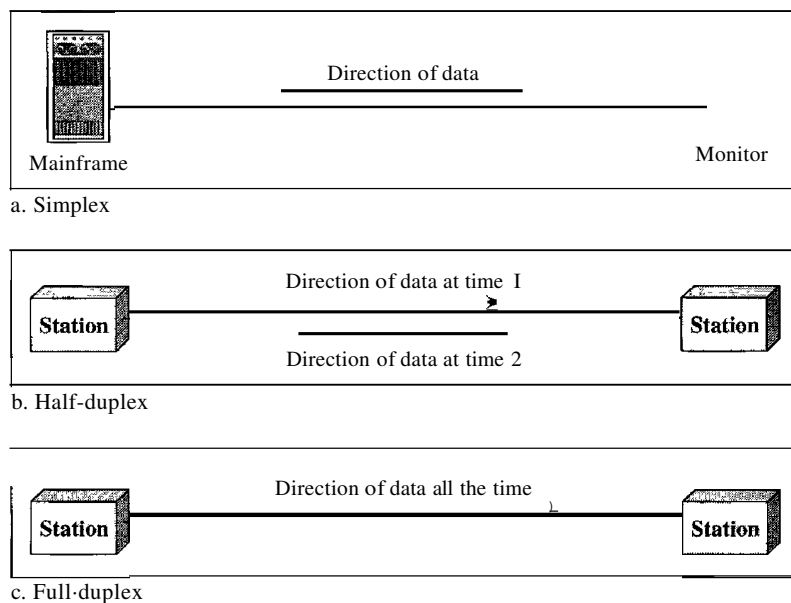 Direction of data
Mainframe
Monitor
a. Simplex
Direction of data at time I
Station
Station
Direction of data at time 2
b. Half-duplex
Direction of data all the time
Station
Station
c. Full·duplex